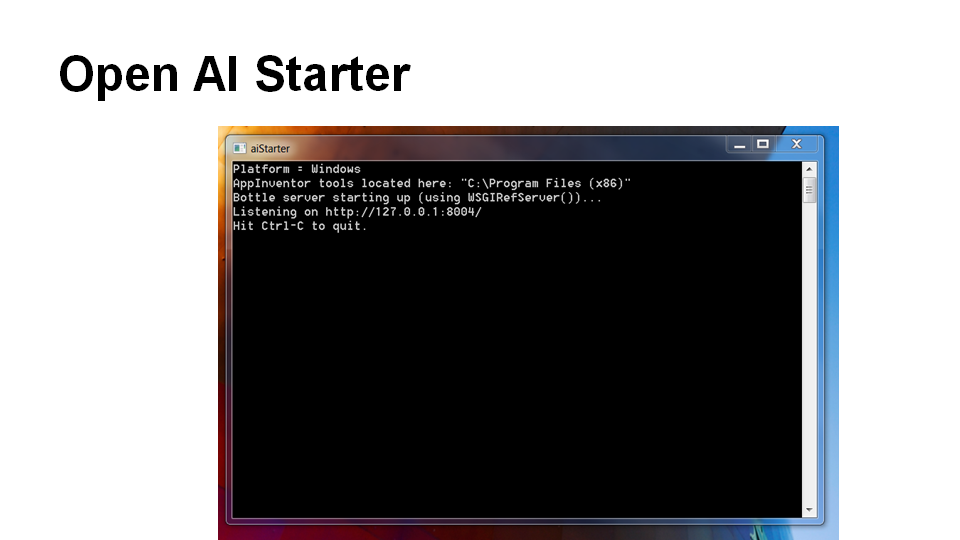 Open AI Starter
aiStarter
Platform = Windows
AppInventor tools located here: "C:\Program Files (x86)"
Bottle server starting up (using WSGIRefServer())...
Listening on http://127.0.0.1:8004/
Hit Ctrl-C to quit.